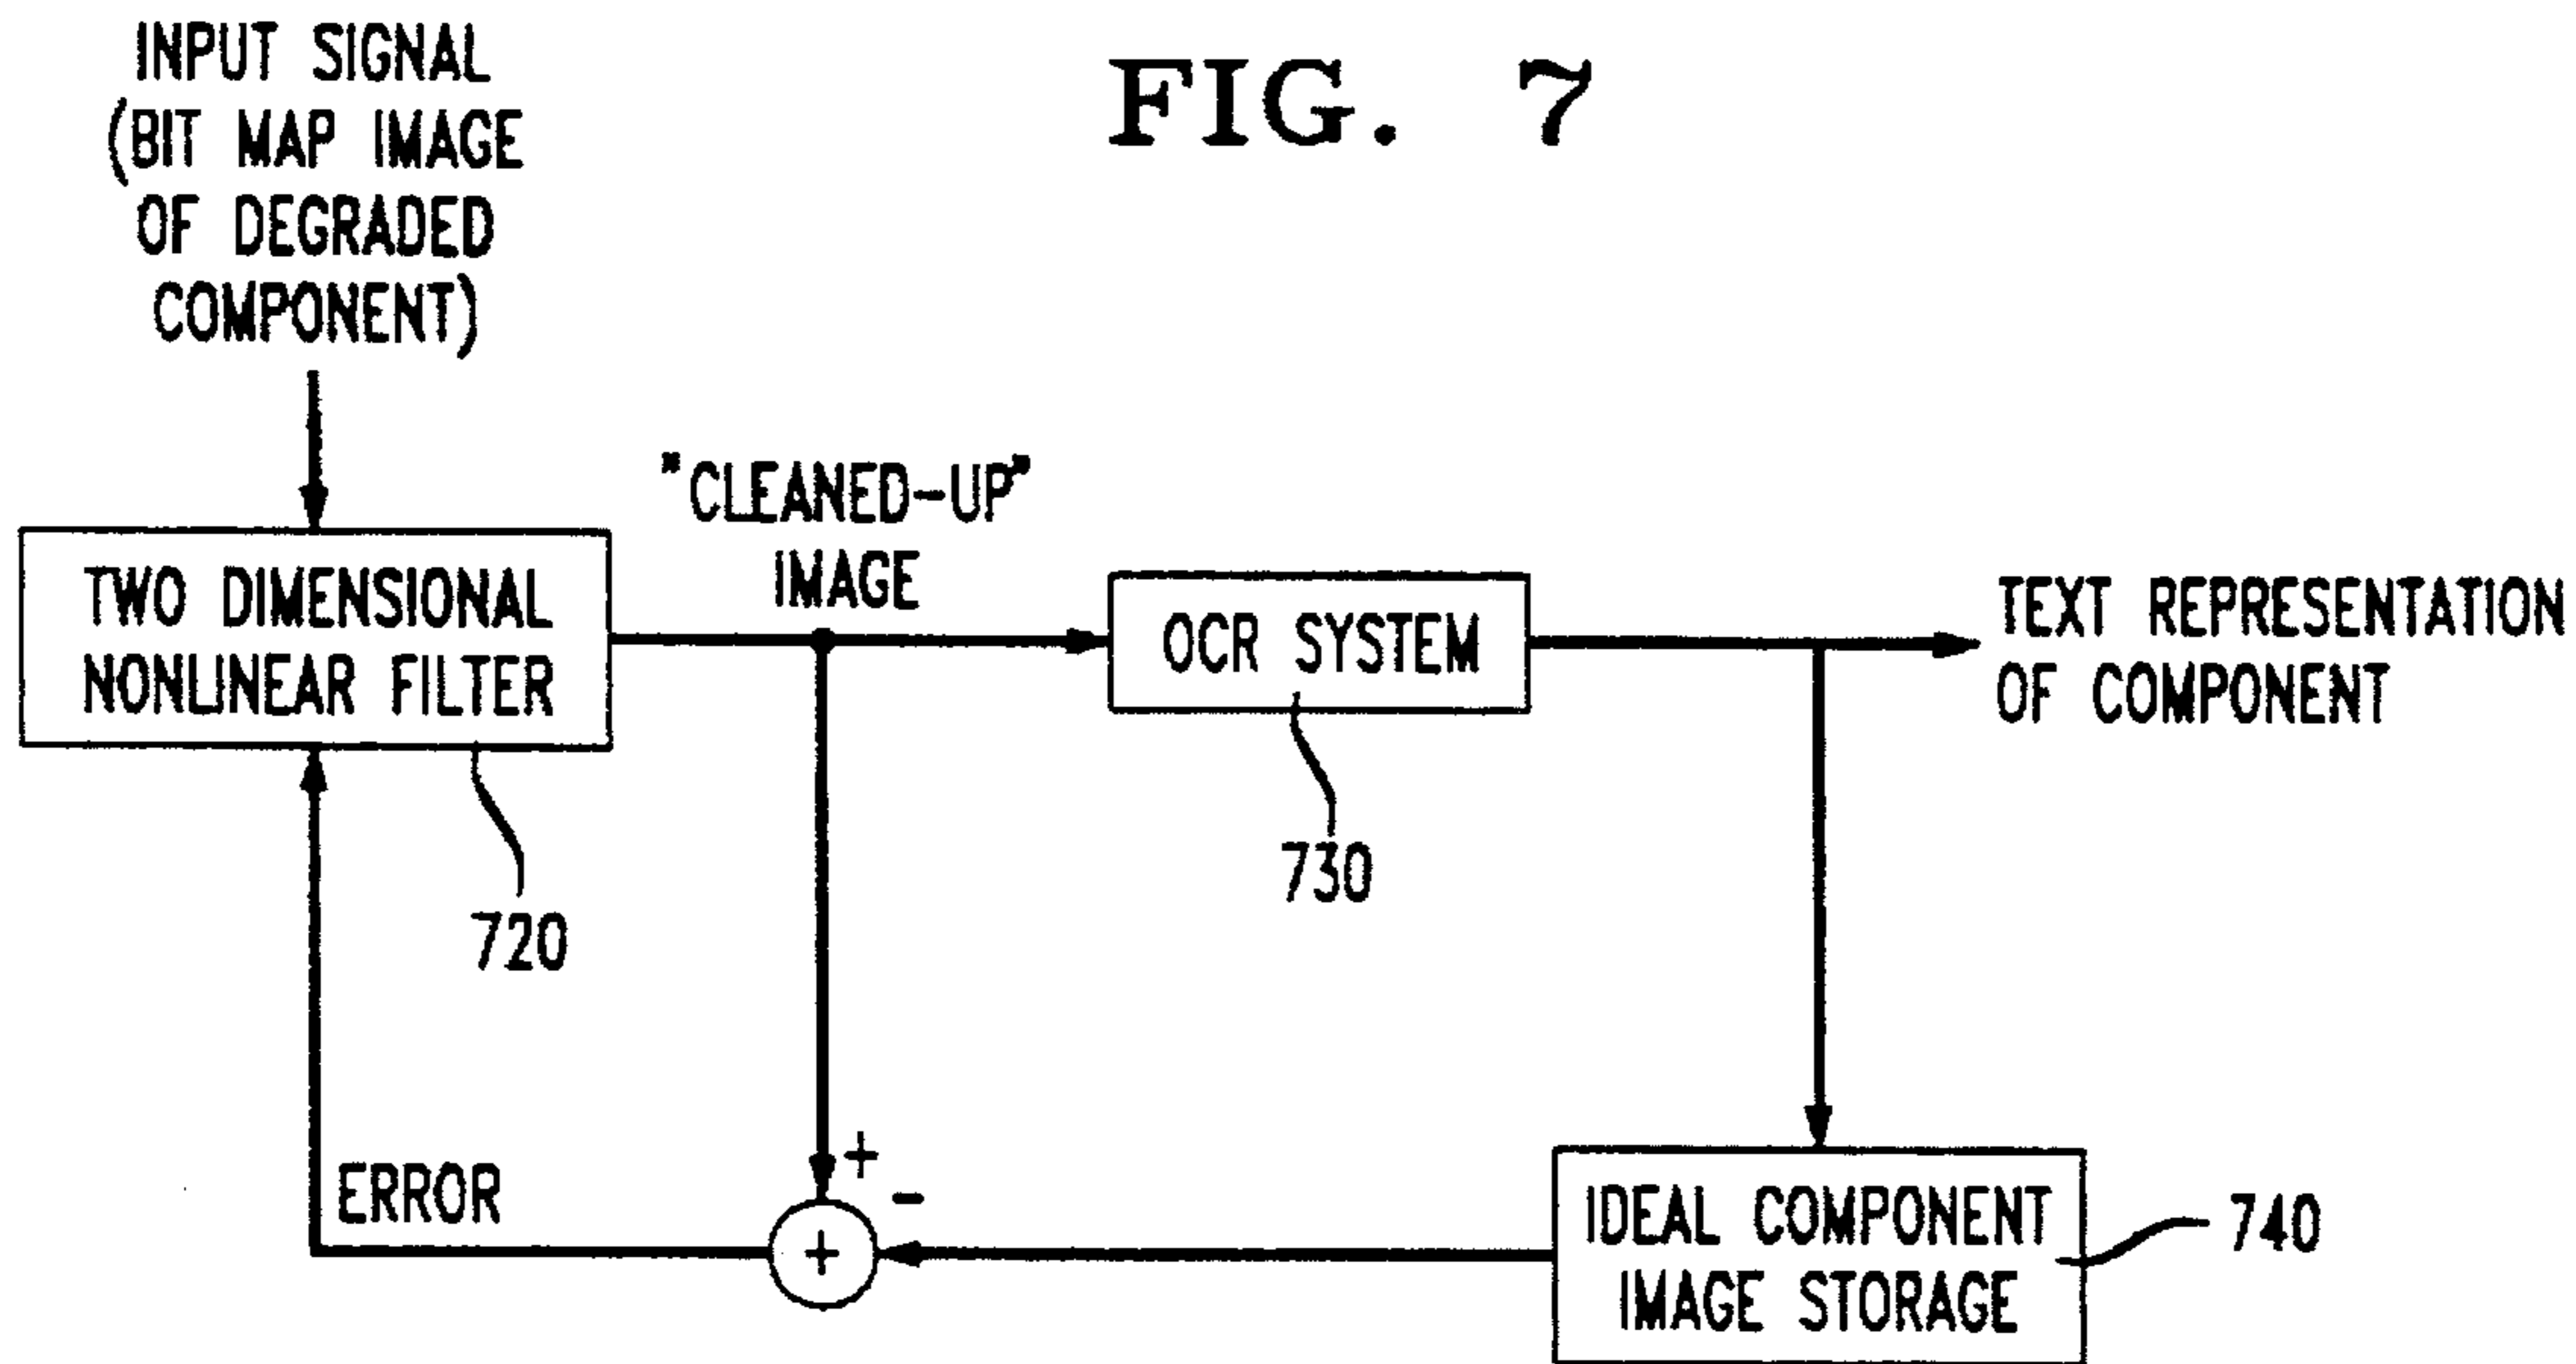 INPUT SIGNAL
(BIT MAP IMAGE
OF DEGRADED
COMPONENT)
FIG. 7
"CLEANED-UP"
IMAGE
TWO DIMENSIONAL
NONLINEAR FILTER
OCR SYSTEM
TEXT REPRESENTATION
OF COMPONENT
720
730
ERROR
+
-
+
IDEAL COMPONENT
IMAGE STORAGE
740